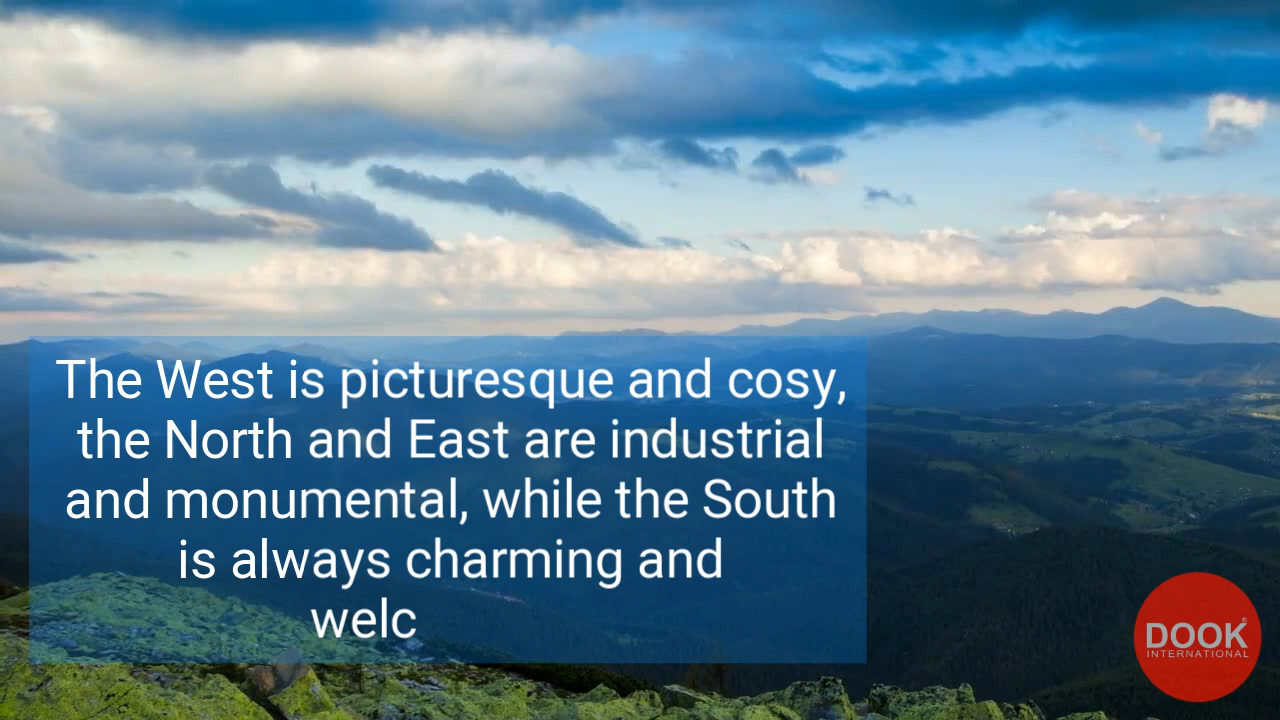 The West is picturesque and cosy,
the North and East are industrial
and monumental, while the South
is always charming and
welc
DOOK®
INTERNATIONAL